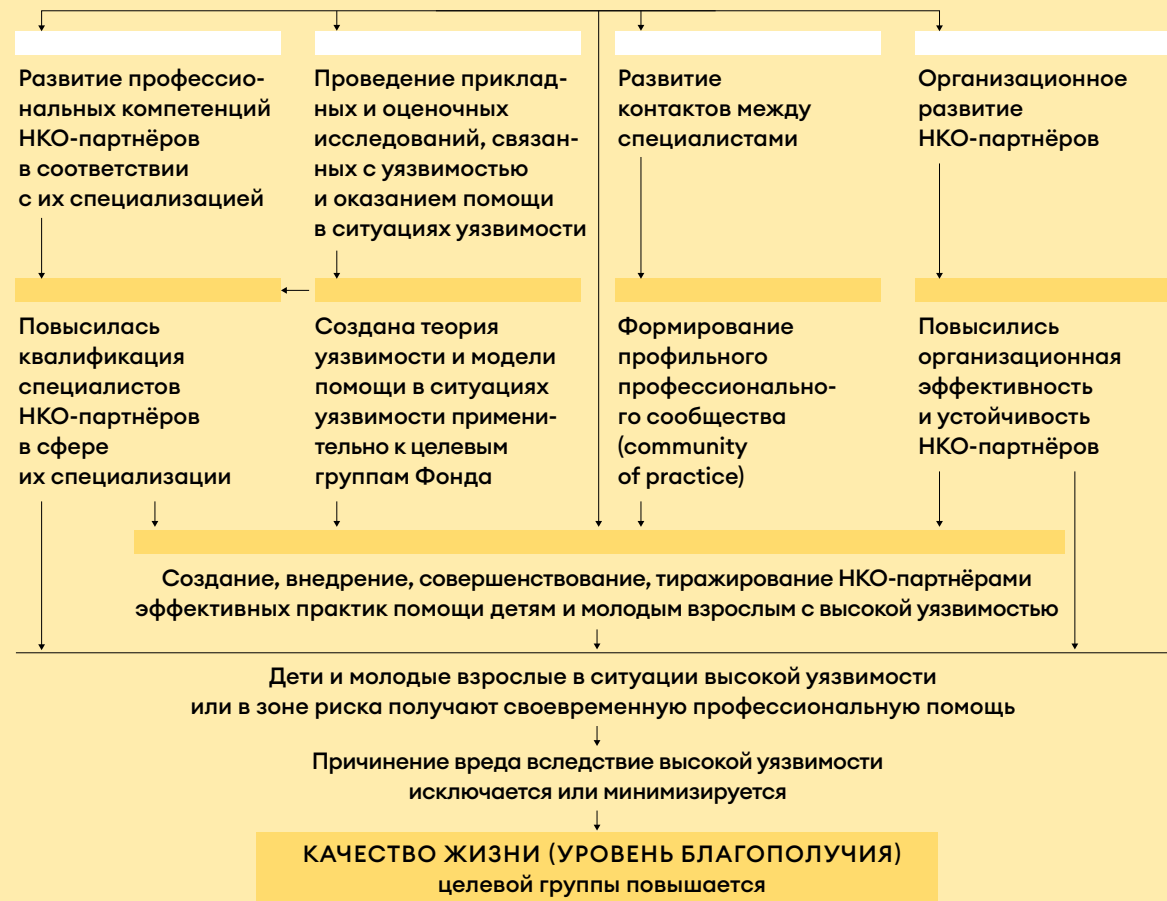 Развитие профессио-
нальных компетенций
НКО-партнёров
в соответствии
с их специализацией
Проведение приклад-
ных и оценочных
исследований, связан-
ных с уязвимостью
и оказанием помощи
в ситуациях уязвимости
Развитие
контактов между
специалистами
Организационное
развитие
НКО-партнёров
Повысилась
квалификация
специалистов
НКО-партнёров
в сфере
их специализации
Создана теория
уязвимости и модели
помощи в ситуациях
уязвимости примени-
тельно к целевым
группам Фонда
Формирование
профильного
профессионально-
го сообщества
(community
of practice)
Повысились
организационная
эффективность
и устойчивость
НКО-партнёров
Создание, внедрение, совершенствование, тиражирование НКО-партнёрами
эффективных практик помощи детям и молодым взрослым с высокой уязвимостью
Дети и молодые взрослые в ситуации высокой уязвимости
или в зоне риска получают своевременную профессиональную помощь
Причинение вреда вследствие высокой уязвимости
исключается или минимизируется
КАЧЕСТВО ЖИЗНИ (УРОВЕНЬ БЛАГОПОЛУЧИЯ)
целевой группы повышается